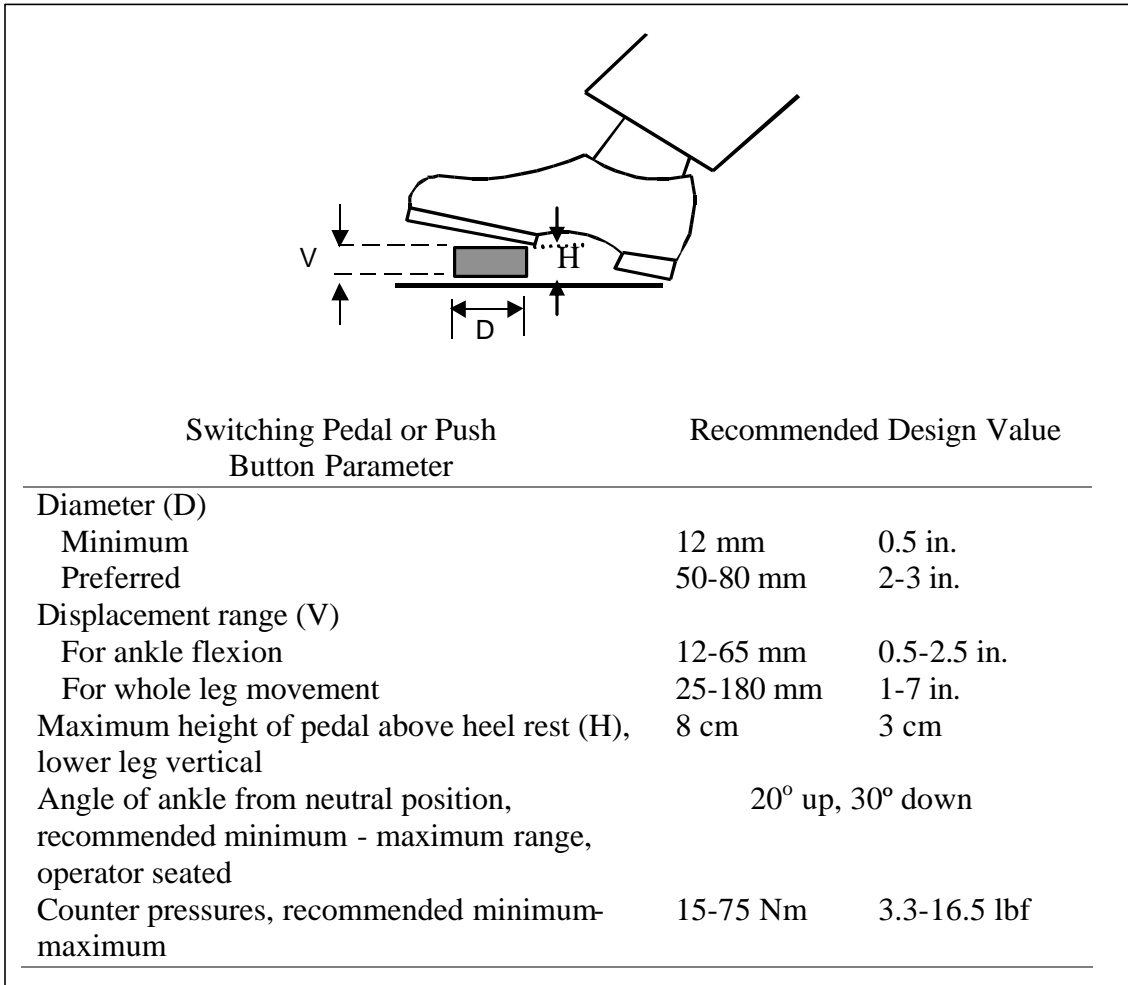 V
H
D
Switching Pedal or Push Recommended Design Value
Button Parameter
Diameter (D)
Minimum 12 mm 0.5 in.
Preferred 50-80 mm 2-3 in.
Displacement range (V)
For ankle flexion 12-65 mm 0.5-2.5 in.
For whole leg movement 25-180 mm 1-7 in.
Maximum height of pedal above heel rest (H), 8 cm 3 cm
lower leg vertical
Angle of ankle from neutral position, 20° up, 30º down
recommended minimum - maximum range,
operator seated
Counter pressures, recommended minimum- 15-75 Nm 3.3-16.5 lbf
maximum